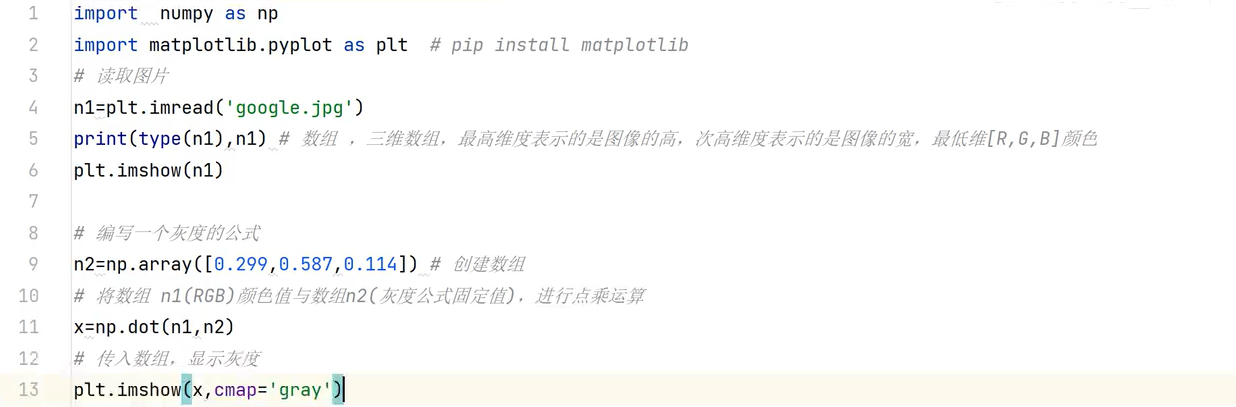 1 import  numpy as np
2 import matplotlib.pyplot as plt  # pip install matplotlib
3 # 读取图片
4 n1=plt.imread('google.jpg')
5 print(type(n1),n1) # 数组 ，三维数组，最高维度表示的是图像的高，次高维度表示的是图像的宽，最低维[R,G,B]颜色
6 plt.imshow(n1)
7
8 # 编写一个灰度的公式
9 n2=np.array([0.299,0.587,0.114]) # 创建数组
10 # 将数组 n1(RGB)颜色值与数组n2(灰度公式固定值)，进行点乘运算
11 x=np.dot(n1,n2)
12 # 传入数组，显示灰度
13 plt.imshow(x,cmap='gray')